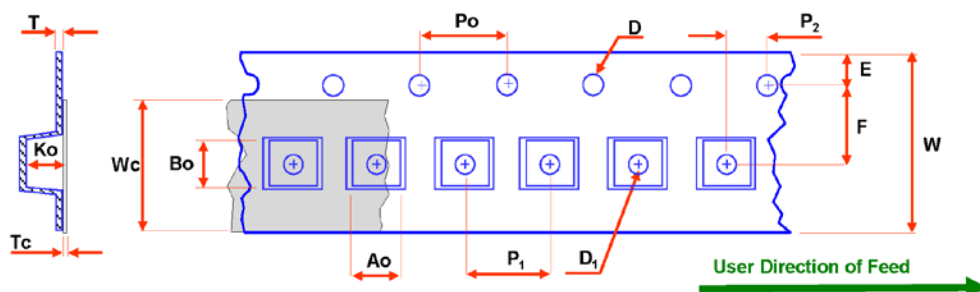 T
Po
D
P2
E
F
W
Ko
Wc
Bo
Tc
Ao
P1
D1
User Direction of Feed